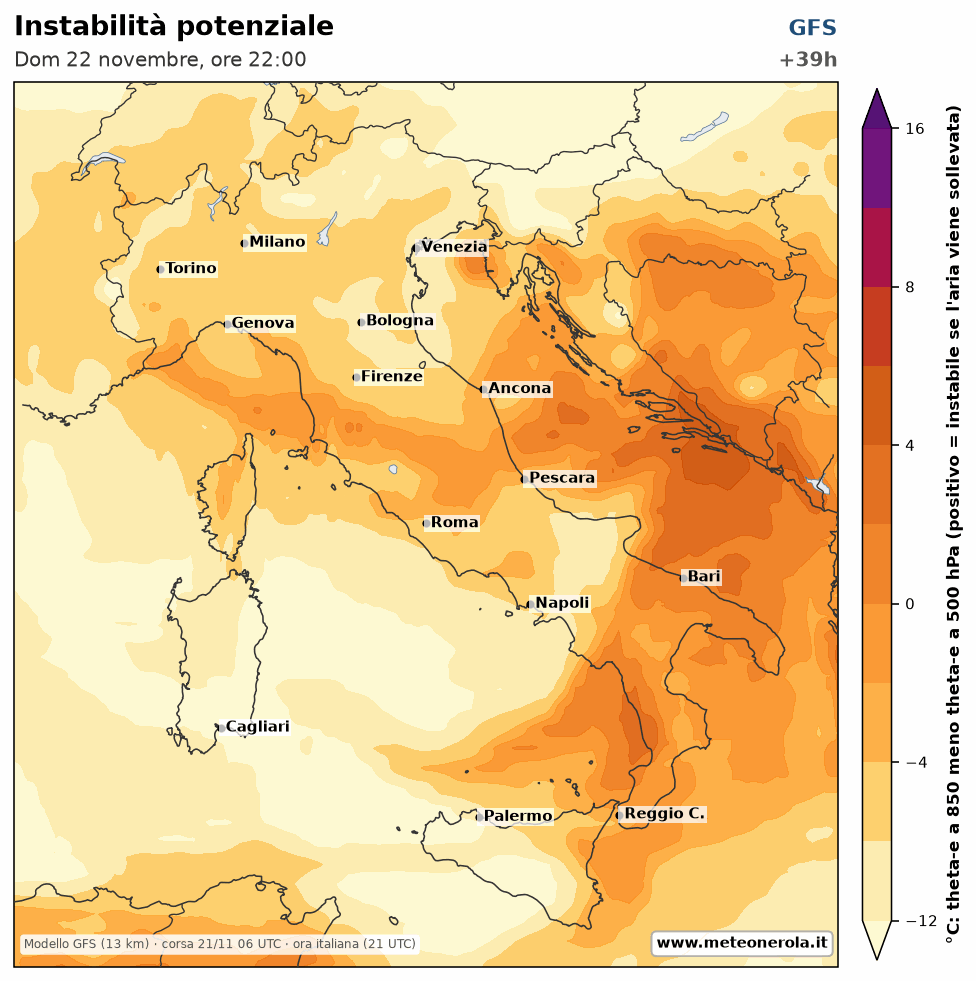 Instabilità potenziale
GFS
Dom 22 novembre, ore 22:00
+39h
16
8
4
0
−4
−12
°C: theta-e a 850 meno theta-e a 500 hPa (positivo = instabile se l'aria viene sollevata)
Venezia
Milano
Torino
Bologna
Genova
Firenze
Ancona
Pescara
Roma
Bari
Napoli
Cagliari
Reggio C.
Palermo
Modello GFS (13 km) · corsa 21/11 06 UTC · ora italiana (21 UTC)
www.meteonerola.it